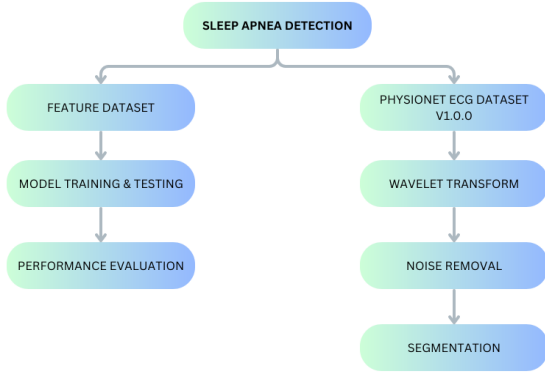 SLEEP APNEA DETECTION
FEATURE DATASET
PHYSIONET ECG DATASET
V1.0.0
MODEL TRAINING & TESTING
WAVELET TRANSFORM
PERFORMANCE EVALUATION
NOISE REMOVAL
SEGMENTATION